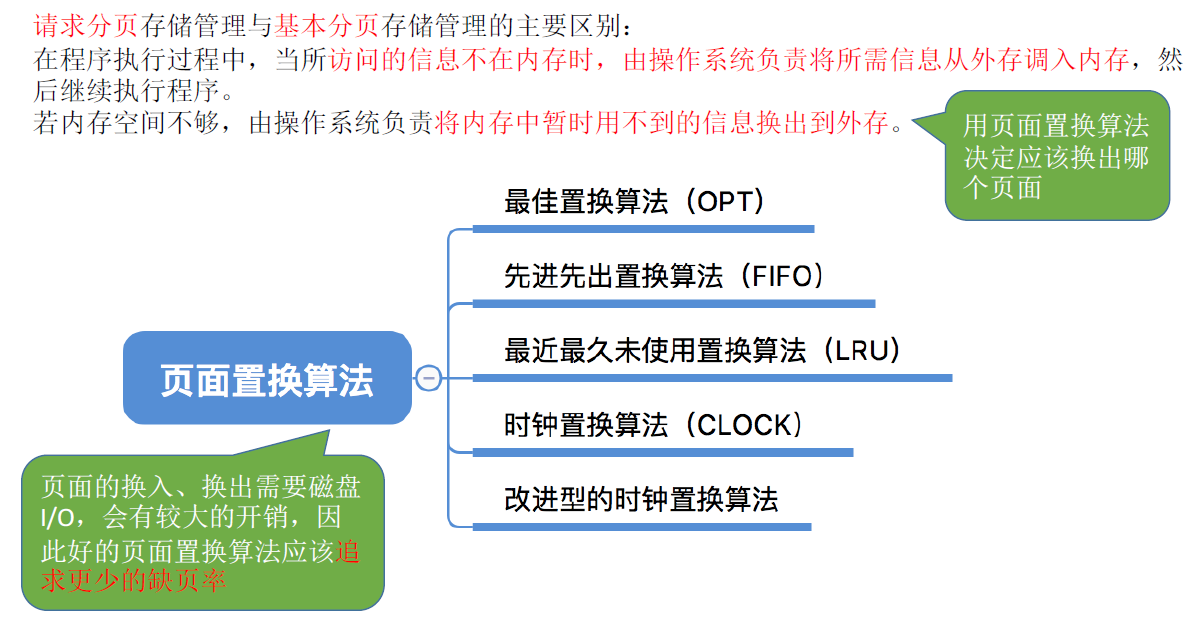 请求分页存储管理与基本分页存储管理的主要区别：
在程序执行过程中，当所访问的信息不在内存时，由操作系统负责将所需信息从外存调入内存，然
后继续执行程序。
若内存空间不够，由操作系统负责将内存中暂时用不到的信息换出到外存。
用页面置换算法
决定应该换出哪
个页面
最佳置换算法（OPT）
先进先出置换算法（FIFO）
最近最久未使用置换算法（LRU）
页面置换算法
时钟置换算法（CLOCK）
改进型的时钟置换算法
页面的换入、换出需要磁盘
I/O，会有较大的开销，因
此好的页面置换算法应该追
求更少的缺页率